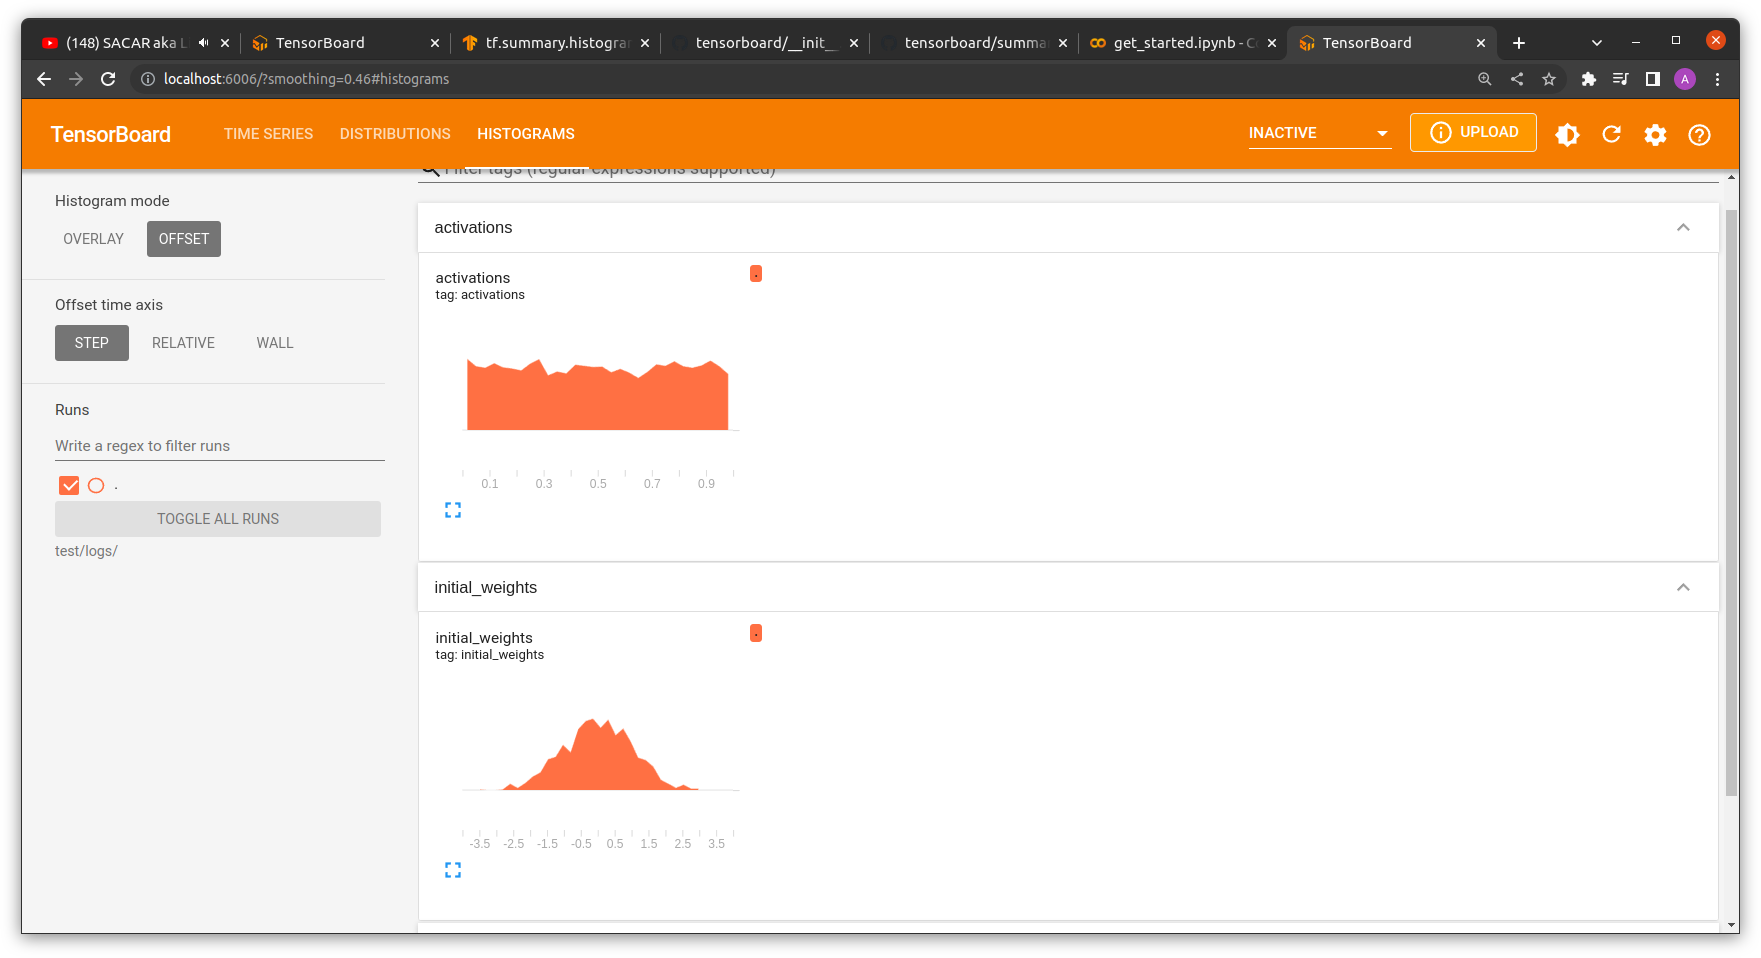 (148) SACAR aka L
TensorBoard
tf.summary.histogra
tensorboard/__init__
tensorboard/summa
get_started.ipynb - Co
TensorBoard
localhost:6006/?smoothing=0.46#histograms
A
TensorBoard
TIME SERIES
DISTRIBUTIONS
HISTOGRAMS
INACTIVE
UPLOAD
Filter tags (regular expressions supported)
Histogram mode
OVERLAY
OFFSET
Offset time axis
STEP
RELATIVE
WALL
Runs
Write a regex to filter runs
.
TOGGLE ALL RUNS
test/logs/
activations
activations
.
tag: activations
0.1 0.3 0.5 0.7 0.9
initial_weights
initial_weights
.
tag: initial_weights
-3.5 -2.5 -1.5 -0.5 0.5 1.5 2.5 3.5